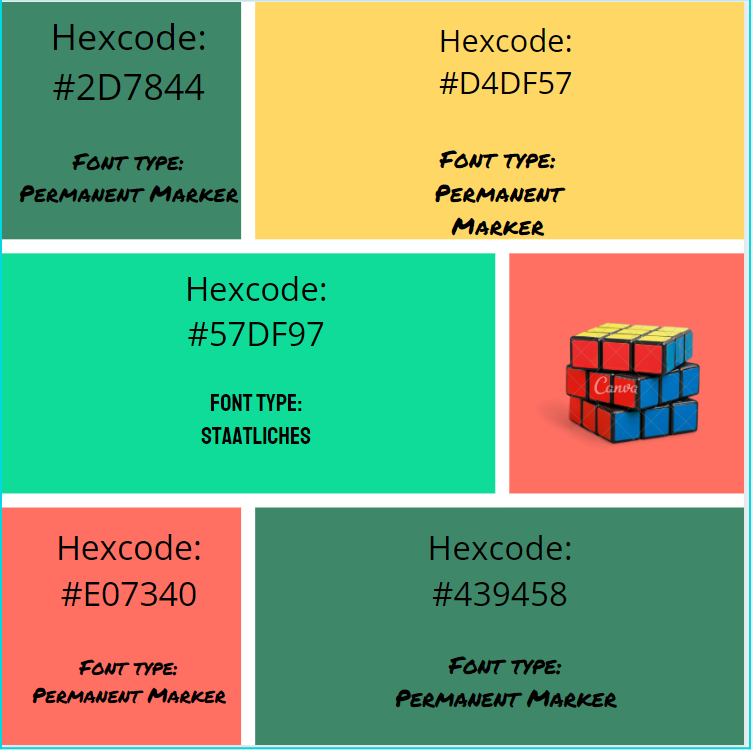 Hexcode:
#2D7844
Font type:
Permanent Marker
Hexcode:
#D4DF57
Font type:
Permanent
Marker
Hexcode:
#57DF97
FONT TYPE:
STAATLICHES
Canva
Hexcode:
#E07340
Font type:
Permanent Marker
Hexcode:
#439458
Font type:
Permanent Marker